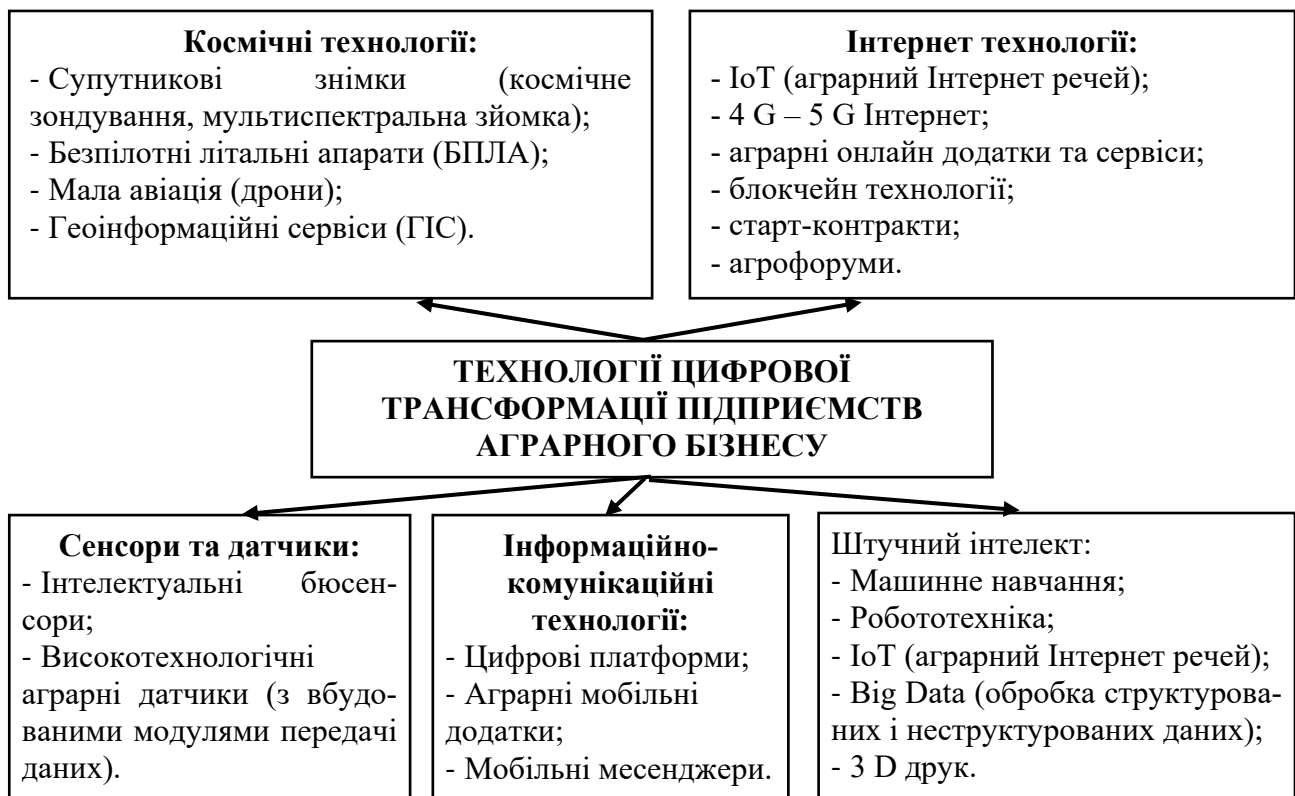 Космічні технології:
- Супутникові знімки (космічне
зондування, мультиспектральна зйомка);
- Безпілотні літальні апарати (БПЛА);
- Мала авіація (дрони);
- Геоінформаційні сервіси (ГІС).
Інтернет технології:
- IoT (аграрний Інтернет речей);
- 4 G – 5 G Інтернет;
- аграрні онлайн додатки та сервіси;
- блокчейн технології;
- старт-контракти;
- агрофоруми.
ТЕХНОЛОГІЇ ЦИФРОВОЇ
ТРАНСФОРМАЦІЇ ПІДПРИЄМСТВ
АГРАРНОГО БІЗНЕСУ
Сенсори та датчики:
- Інтелектуальні бюсен-
сори;
- Високотехнологічні
аграрні датчики (з вбудо-
ваними модулями передачі
даних).
Інформаційно-
комунікаційні
технології:
- Цифрові платформи;
- Аграрні мобільні
додатки;
- Мобільні месенджери.
Штучний інтелект:
- Машинне навчання;
- Робототехніка;
- IoT (аграрний Інтернет речей);
- Big Data (обробка структурова-
них і неструктурованих даних);
- 3 D друк.